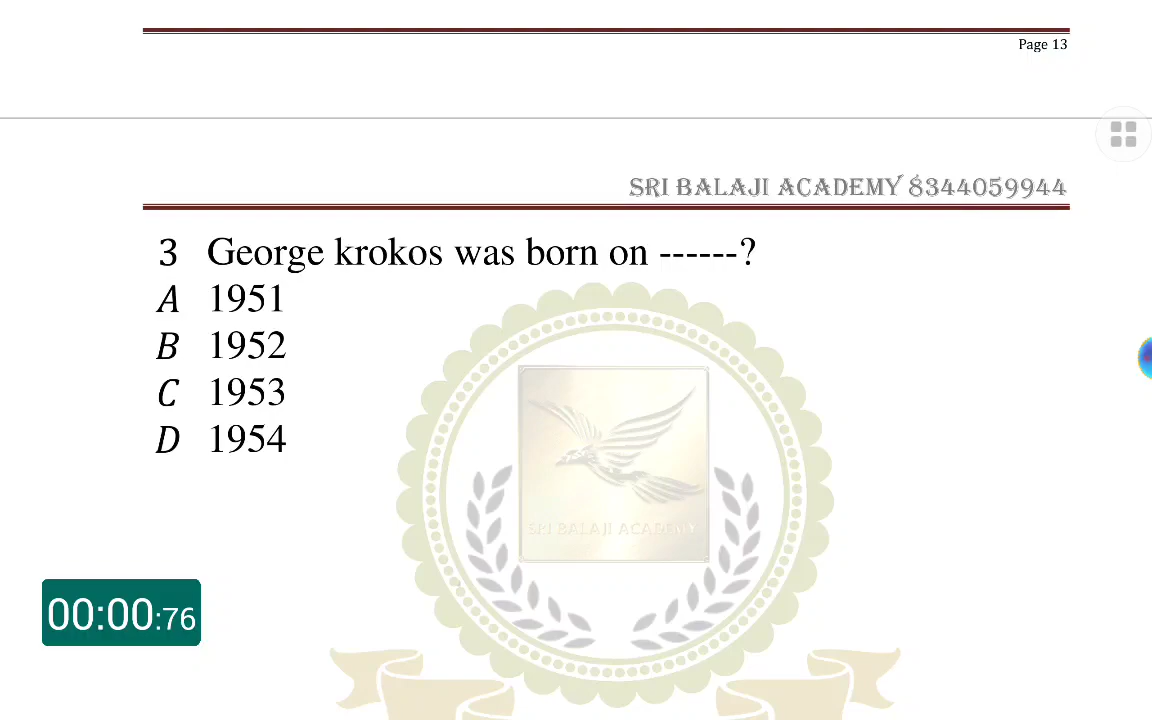 Page 13
SRI BALAJI ACADEMY 8344059944
3 George krokos was born on ------?
A 1951
B 1952
C 1953
D 1954
SRI BALAJI ACADEMY
00:00:76